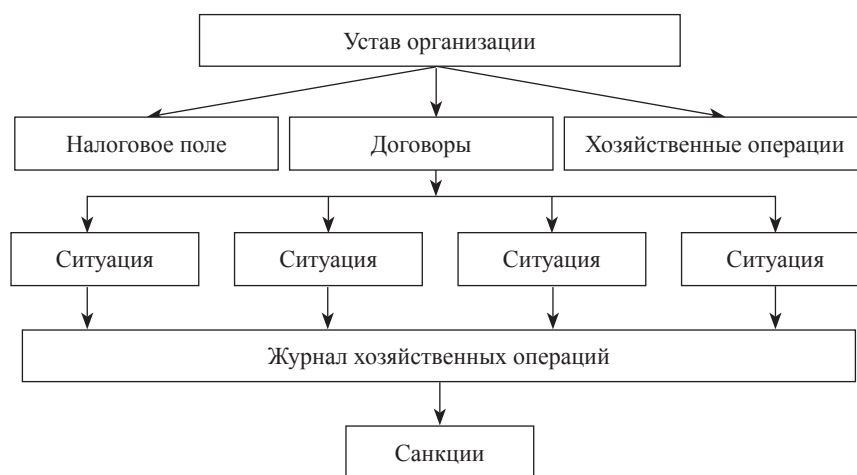 Устав организации
Налоговое поле
Договоры
Хозяйственные операции
Ситуация
Ситуация
Ситуация
Ситуация
Журнал хозяйственных операций
Санкции